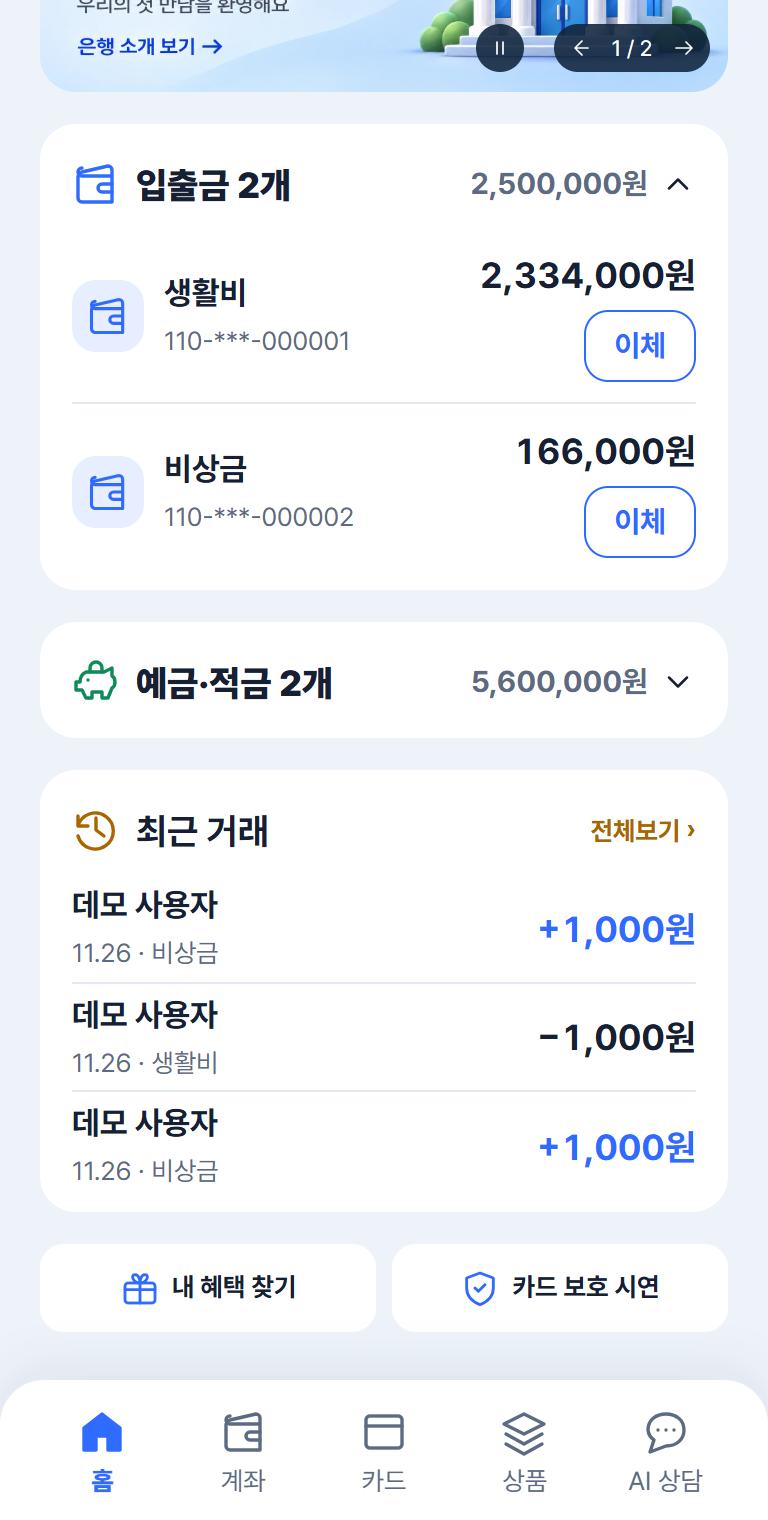 우리의 첫 만남을 환영해요
은행 소개 보기 →
1 / 2
입출금 2개
2,500,000원
생활비
110-***-000001
2,334,000원
이체
비상금
110-***-000002
166,000원
이체
예금·적금 2개
5,600,000원
최근 거래
전체보기 ›
데모 사용자
11.26 · 비상금
+1,000원
데모 사용자
11.26 · 생활비
−1,000원
데모 사용자
11.26 · 비상금
+1,000원
내 혜택 찾기
카드 보호 시연
홈
계좌
카드
상품
AI 상담